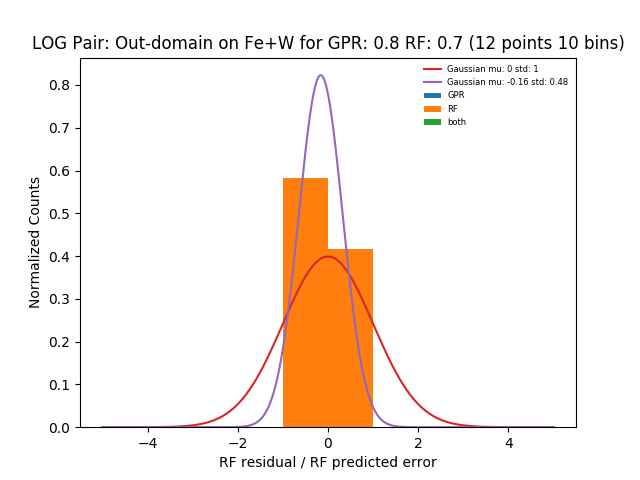 LOG Pair: Out-domain on Fe+W for GPR: 0.8 RF: 0.7 (12 points 10 bins)
Gaussian mu: 0 std: 1
Gaussian mu: -0.16 std: 0.48
GPR
RF
both
Normalized Counts
0.8
0.7
0.6
0.5
0.4
0.3
0.2
0.1
0.0
−4
−2
0
2
4
RF residual / RF predicted error